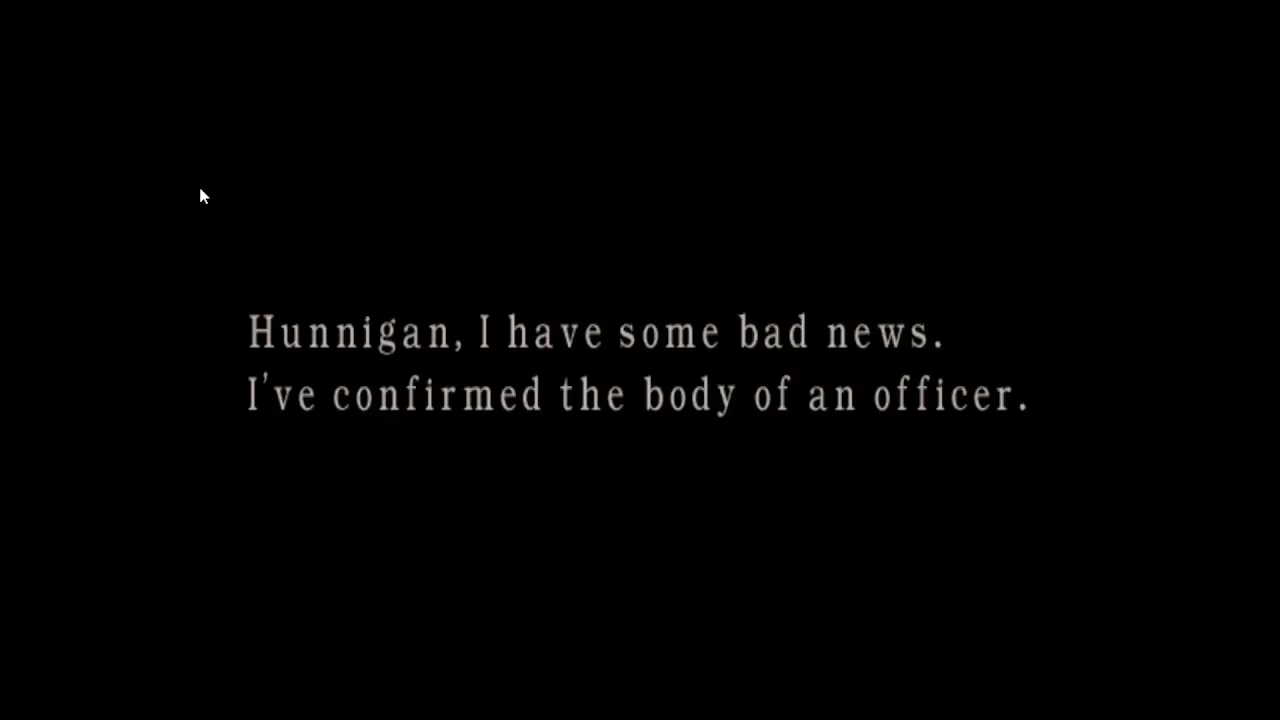 Hunnigan, I have some bad news.
I've confirmed the body of an officer.